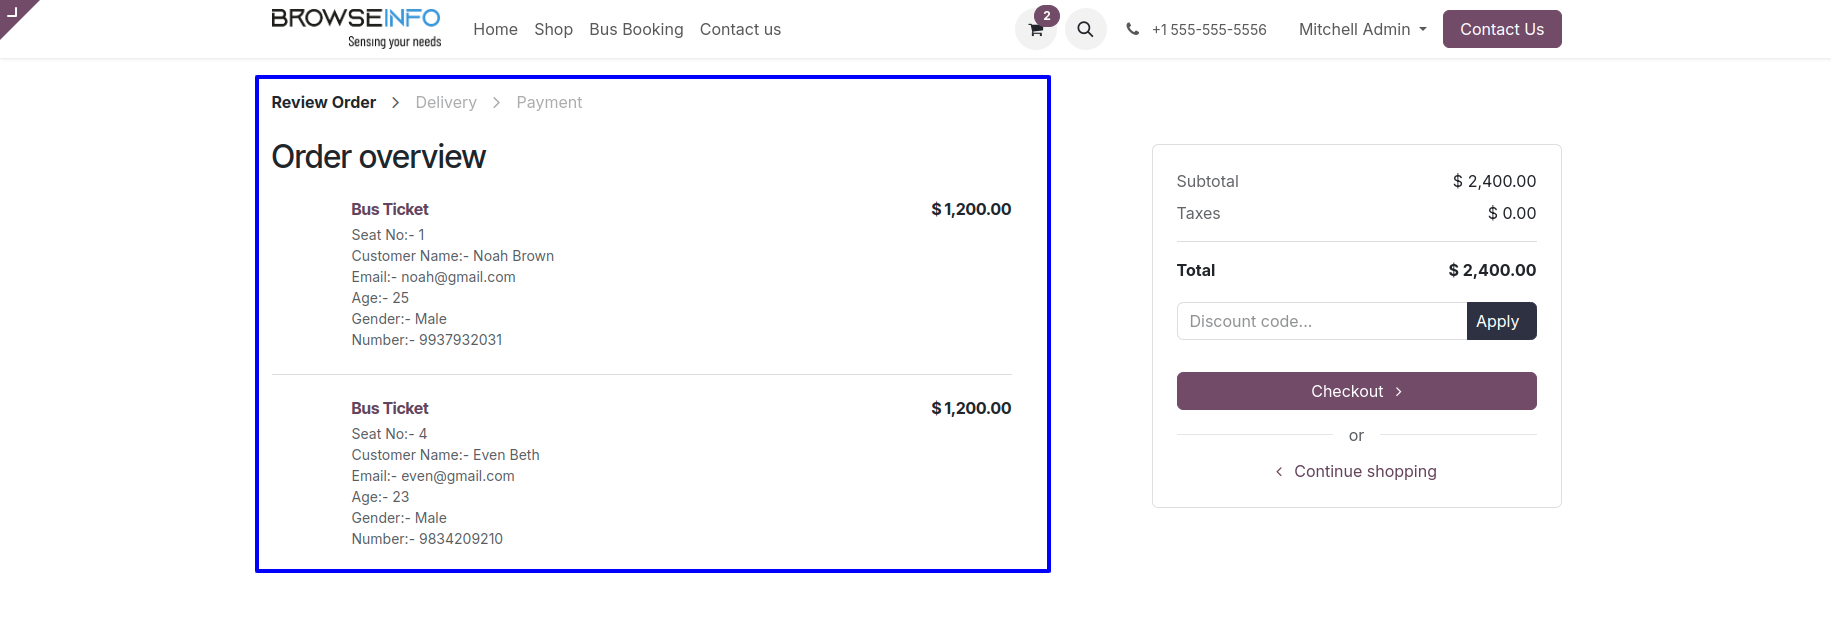 BROWSEINFO
Sensing your needs
Home Shop Bus Booking Contact us
2
+1 555-555-5556
Mitchell Admin
Contact Us
Review Order > Delivery > Payment
Order overview
Bus Ticket $ 1,200.00
Seat No:- 1
Customer Name:- Noah Brown
Email:- noah@gmail.com
Age:- 25
Gender:- Male
Number:- 9937932031
Bus Ticket $ 1,200.00
Seat No:- 4
Customer Name:- Even Beth
Email:- even@gmail.com
Age:- 23
Gender:- Male
Number:- 9834209210
Subtotal $ 2,400.00
Taxes $ 0.00
Total $ 2,400.00
Discount code... Apply
Checkout >
or
< Continue shopping